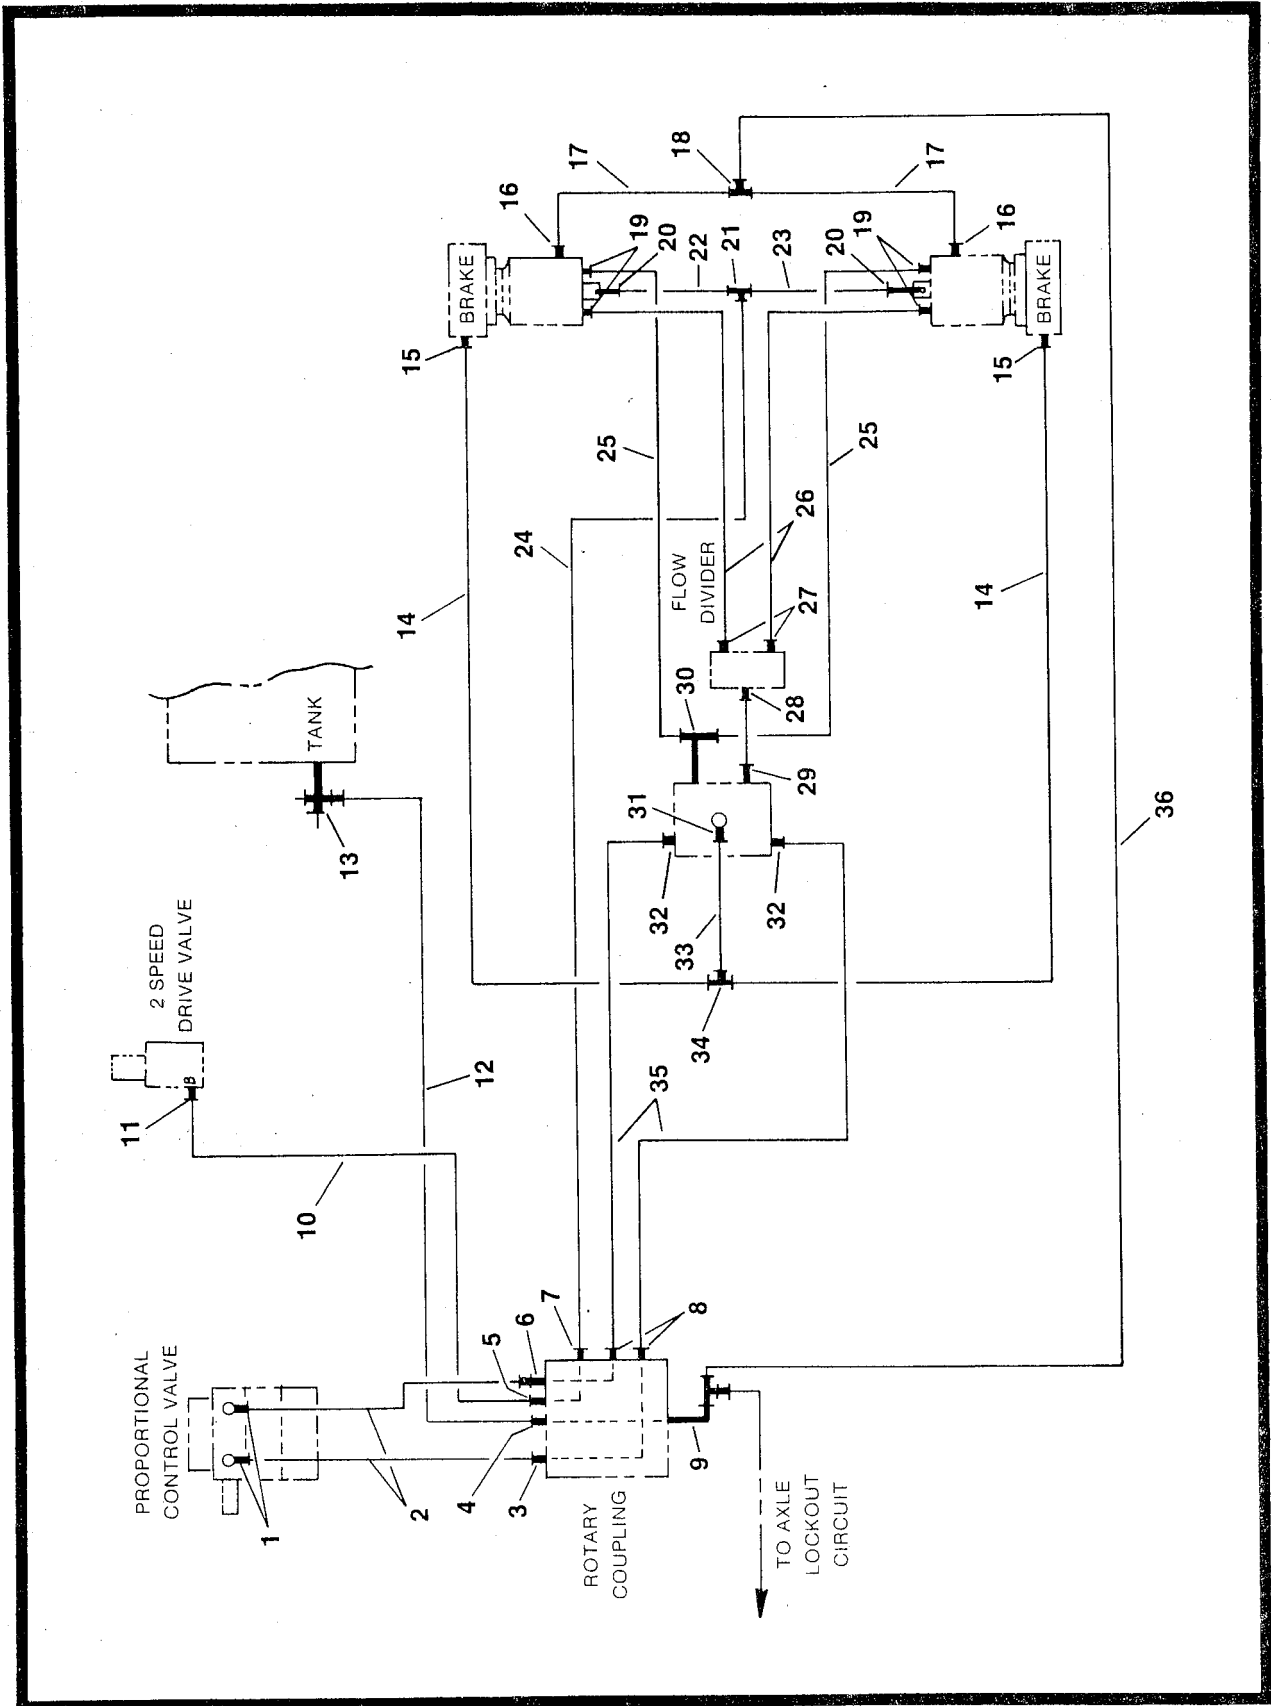 PROPORTIONAL
CONTROL VALVE
1
2
3
4
5
6
7
8
9
ROTARY
COUPLING
TO AXLE
LOCKOUT
CIRCUIT
10
11
2 SPEED
DRIVE VALVE
B
12
13
TANK
14
14
15
15
BRAKE
BRAKE
16
16
17
17
18
19
19
20
20
21
22
23
24
25
25
26
FLOW
DIVIDER
27
28
29
30
31
32
32
33
34
35
36